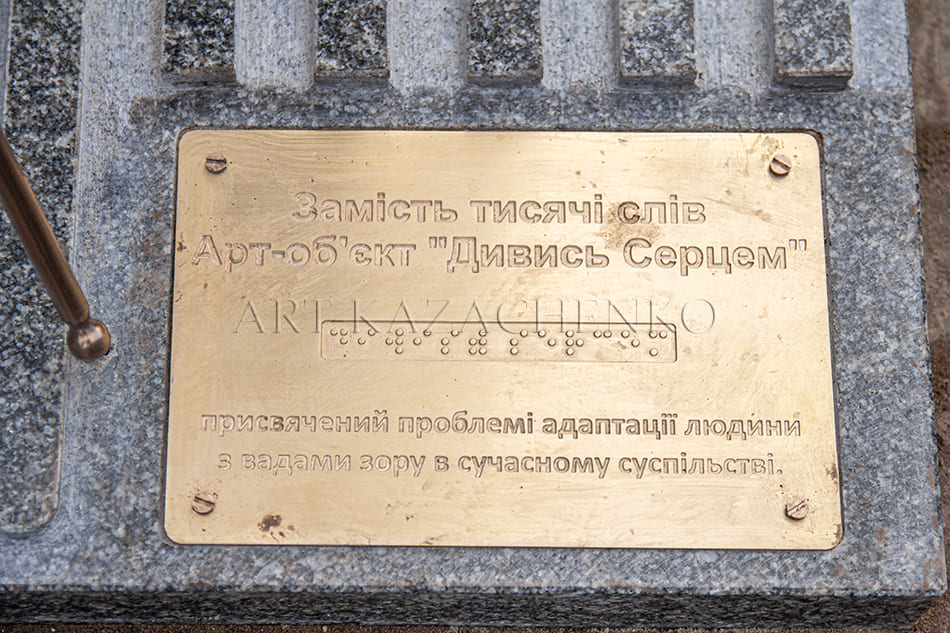 Замість тисячі слів
Арт-об'єкт "Дивись Серцем"
ART KAZACHENKO
присвячений проблемі адаптації людини
з вадами зору в сучасному суспільстві.